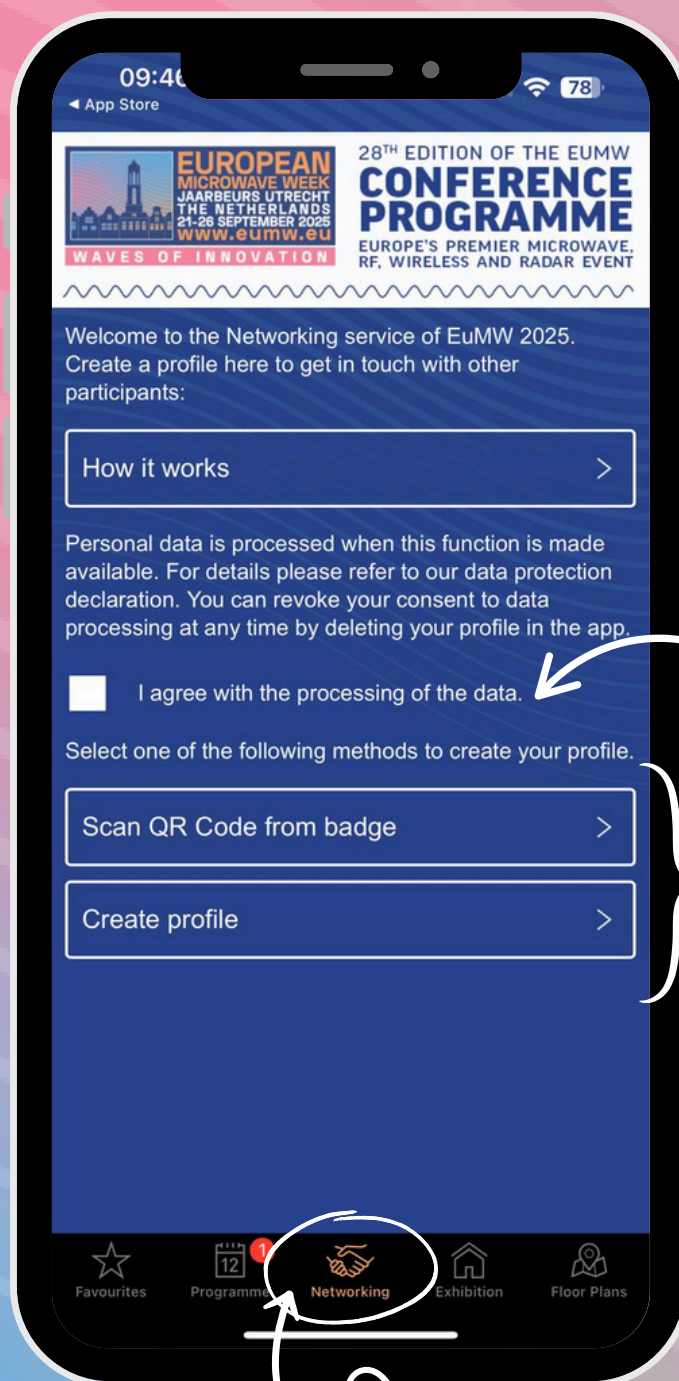 09:46
78
◀ App Store
EUROPEAN
MICROWAVE WEEK
JAARBEURS UTRECHT
THE NETHERLANDS
21-26 SEPTEMBER 2025
www.eumw.eu
WAVES OF INNOVATION
28TH EDITION OF THE EUMW
CONFERENCE
PROGRAMME
EUROPE'S PREMIER MICROWAVE,
RF, WIRELESS AND RADAR EVENT
Welcome to the Networking service of EuMW 2025.
Create a profile here to get in touch with other
participants:
How it works >
Personal data is processed when this function is made
available. For details please refer to our data protection
declaration. You can revoke your consent to data
processing at any time by deleting your profile in the app.
I agree with the processing of the data.
Select one of the following methods to create your profile.
Scan QR Code from badge >
Create profile >
12
1
Favourites
Programme
Networking
Exhibition
Floor Plans